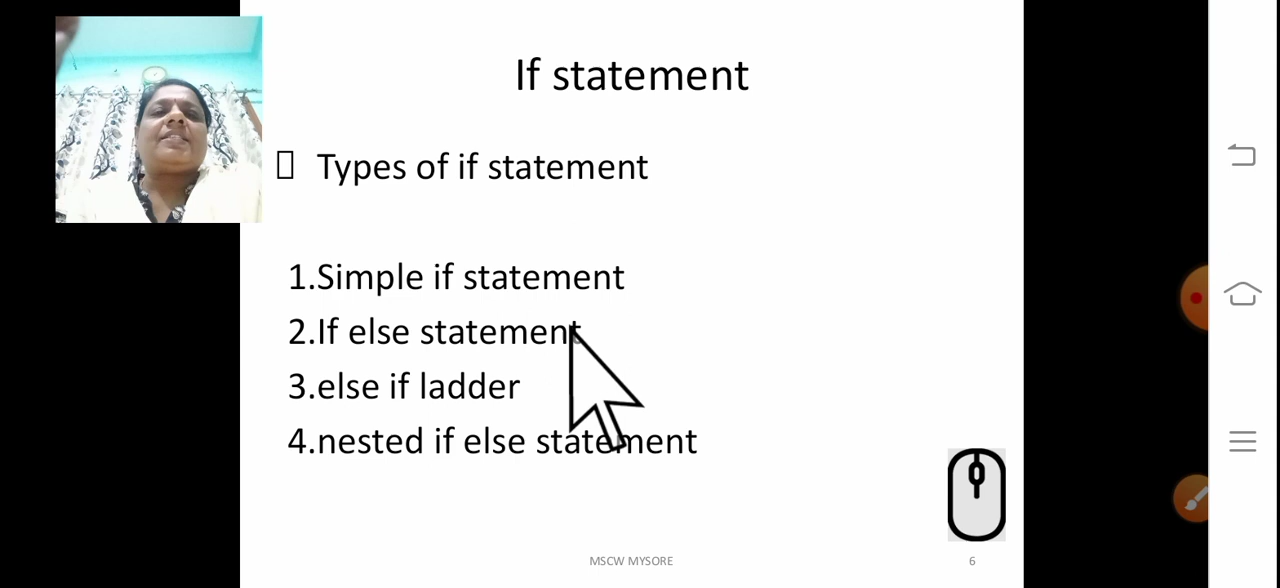 If statement
Types of if statement
1.Simple if statement
2.If else statement
3.else if ladder
4.nested if else statement
MSCW MYSORE
6